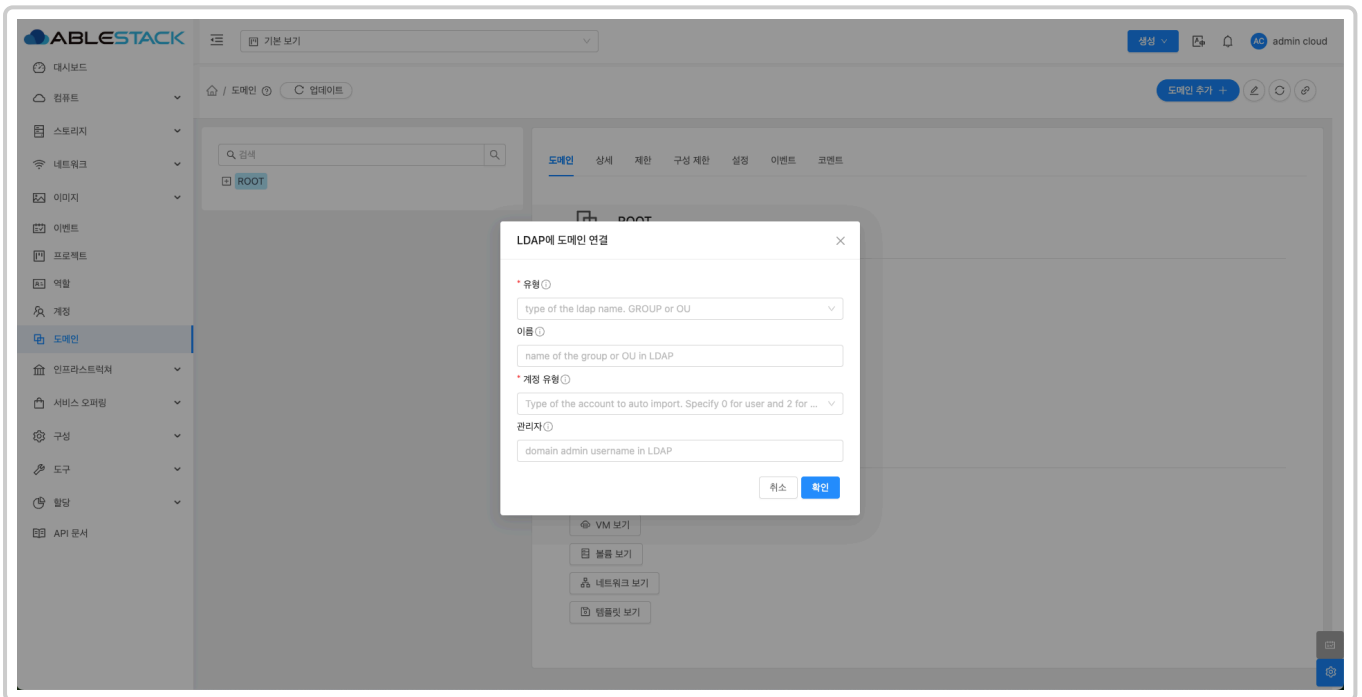 ABLESTACK
기본 보기
생성
AC admin cloud
대시보드
컴퓨트
스토리지
네트워크
이미지
이벤트
프로젝트
역할
계정
도메인
인프라스트럭쳐
서비스 오퍼링
구성
도구
할당
API 문서
/ 도메인 업데이트
도메인 추가 +
검색
ROOT
도메인 상세 제한 구성 제한 설정 이벤트 코멘트
ROOT
LDAP에 도메인 연결
* 유형
type of the ldap name. GROUP or OU
이름
name of the group or OU in LDAP
* 계정 유형
Type of the account to auto import. Specify 0 for user and 2 for ...
관리자
domain admin username in LDAP
취소 확인
VM 보기
볼륨 보기
네트워크 보기
템플릿 보기